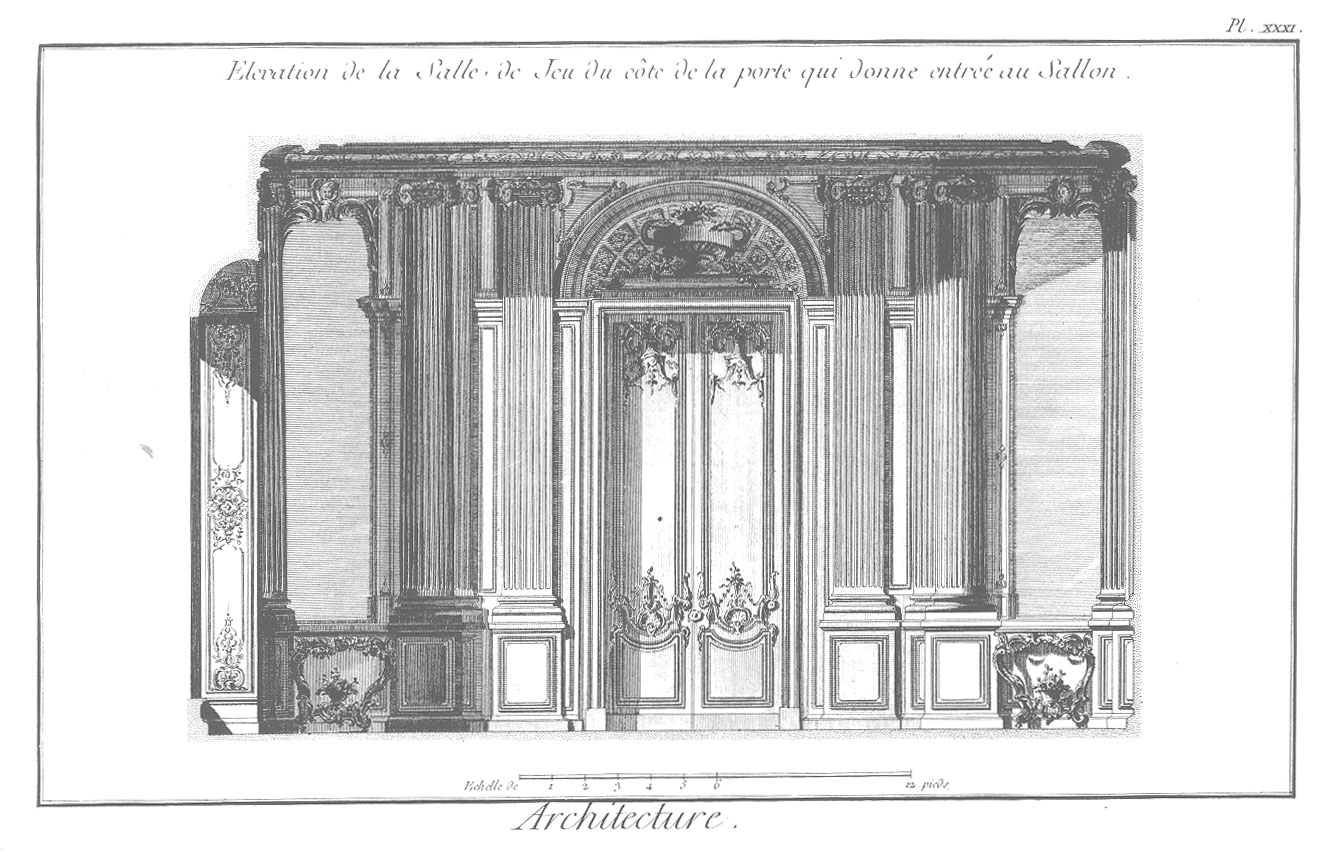 Pl. XXXI.
Elevation de la Salle de Jeu du côte de la porte qui donne entrée au Sallon.
Echelle de 1 2 3 4 5 6 12 pieds.
Architecture.